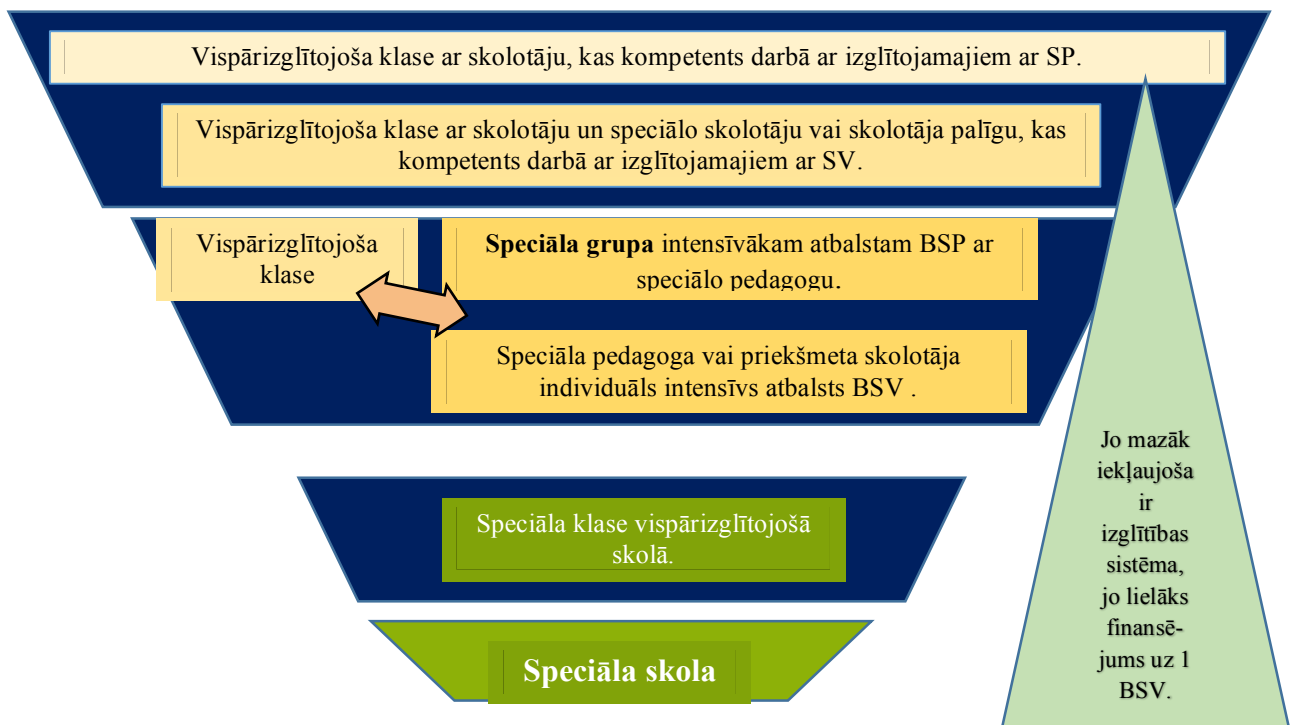 Vispārizglītojoša klase ar skolotāju, kas kompetents darbā ar izglītojamajiem ar SP.
Vispārizglītojoša klase ar skolotāju un speciālo skolotāju vai skolotāja palīgu, kas
kompetents darbā ar izglītojamajiem ar SV.
Vispārizglītojoša
klase
Speciāla grupa intensīvākam atbalstam BSP ar
speciālo pedagogu.
Speciāla pedagoga vai priekšmeta skolotāja
individuāls intensīvs atbalsts BSV .
Speciāla klase vispārizglītojošā
skolā.
Speciāla skola
Jo mazāk
iekļaujoša
ir
izglītības
sistēma,
jo lielāks
finansē-
jums uz 1
BSV.